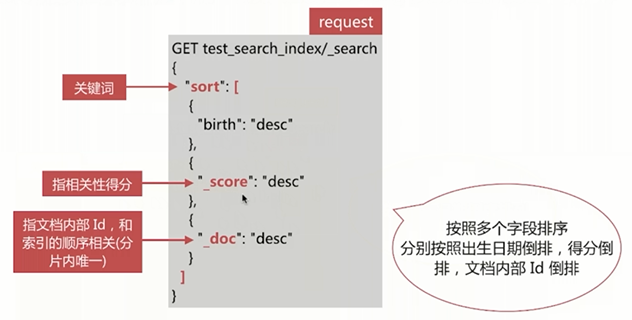 request
GET test_search_index/_search
{
关键词
"sort": [
{
"birth": "desc"
},
{
指相关性得分
"_score": "desc"
},
{
指文档内部 Id，和
索引的顺序相关(分
片内唯一)
"_doc": "desc"
}
]
}
按照多个字段排序
分别按照出生日期倒排，得分倒
排，文档内部 Id 倒排